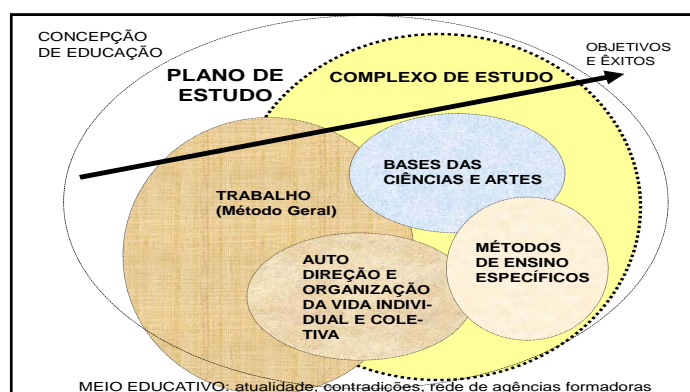 CONCEPÇÃO
DE EDUCAÇÃO
OBJETIVOS
E ÊXITOS
PLANO DE
ESTUDO
COMPLEXO DE ESTUDO
BASES DAS
CIÊNCIAS E ARTES
TRABALHO
(Método Geral)
MÉTODOS
DE ENSINO
ESPECÍFICOS
AUTO
DIREÇÃO E
ORGANIZAÇÃO
DA VIDA INDIVI-
DUAL E COLE-
TIVA
MEIO EDUCATIVO: atualidade, contradições, rede de agências formadoras